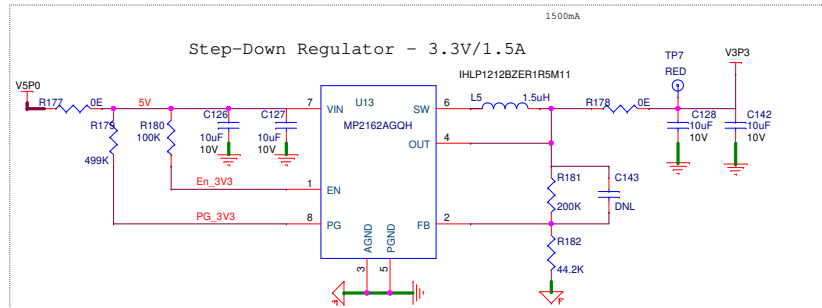 1500mA
Step-Down Regulator - 3.3V/1.5A
TP7
RED
V3P3
IHLP1212BZER1R5M11
V5P0
R177
0E
5V
R179
499K
R180
100K
C126
10uF
10V
C127
10uF
10V
U13
MP2162AGQH
7
VIN
1
EN
8
PG
SW
6
OUT
4
FB
2
AGND
3
PGND
5
En_3V3
PG_3V3
L5
1.5uH
R178
0E
C128
10uF
10V
C142
10uF
10V
R181
200K
C143
DNL
R182
44.2K